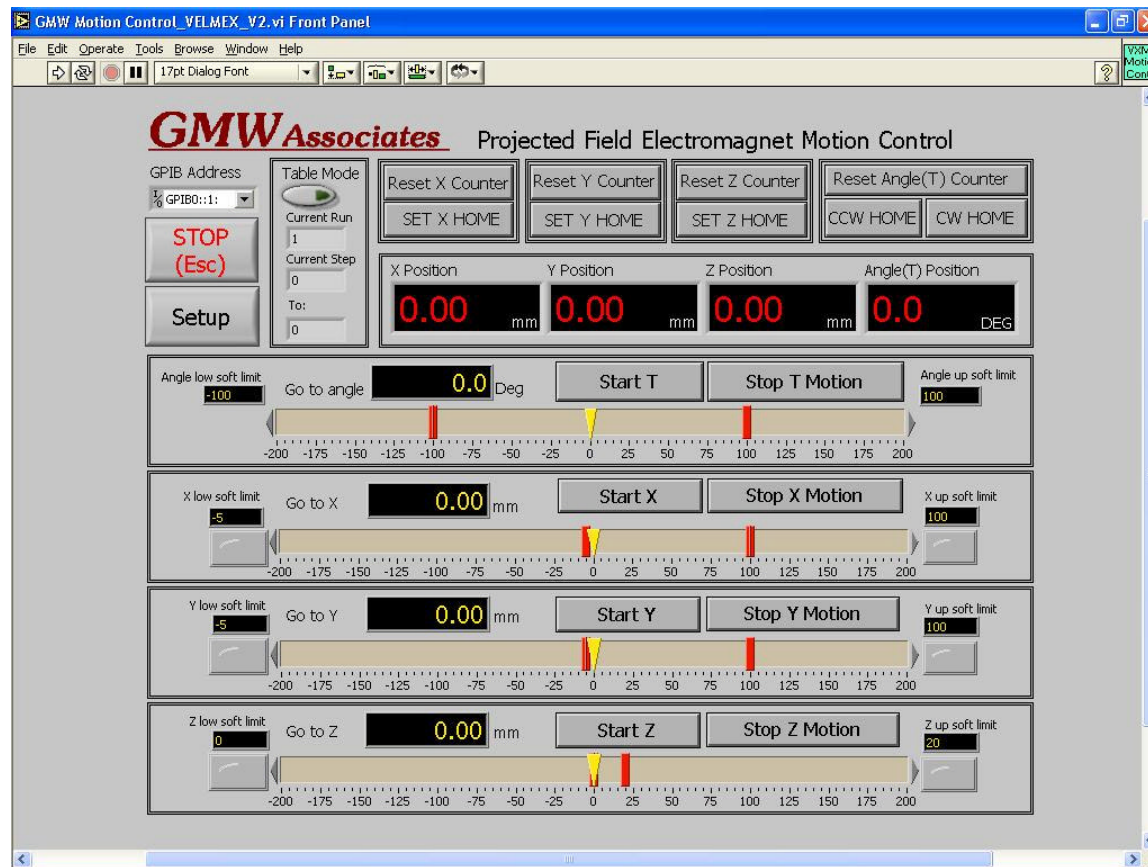 GMW Motion Control_VELMEX_V2.vi Front Panel
File Edit Operate Tools Browse Window Help
17pt Dialog Font
?
VXM
Motio
Cont
GMW Associates Projected Field Electromagnet Motion Control
GPIB Address
GPIB0::1:
STOP
(Esc)
Setup
Table Mode
Current Run
1
Current Step
0
To:
0
Reset X Counter
SET X HOME
Reset Y Counter
SET Y HOME
Reset Z Counter
SET Z HOME
Reset Angle(T) Counter
CCW HOME CW HOME
X Position Y Position Z Position Angle(T) Position
0.00 mm 0.00 mm 0.00 mm 0.0 DEG
Angle low soft limit
-100
Go to angle 0.0 Deg Start T Stop T Motion
Angle up soft limit
100
-200 -175 -150 -125 -100 -75 -50 -25 0 25 50 75 100 125 150 175 200
X low soft limit
-5
Go to X 0.00 mm Start X Stop X Motion
X up soft limit
100
-200 -175 -150 -125 -100 -75 -50 -25 0 25 50 75 100 125 150 175 200
Y low soft limit
-5
Go to Y 0.00 mm Start Y Stop Y Motion
Y up soft limit
100
-200 -175 -150 -125 -100 -75 -50 -25 0 25 50 75 100 125 150 175 200
Z low soft limit
0
Go to Z 0.00 mm Start Z Stop Z Motion
Z up soft limit
20
-200 -175 -150 -125 -100 -75 -50 -25 0 25 50 75 100 125 150 175 200